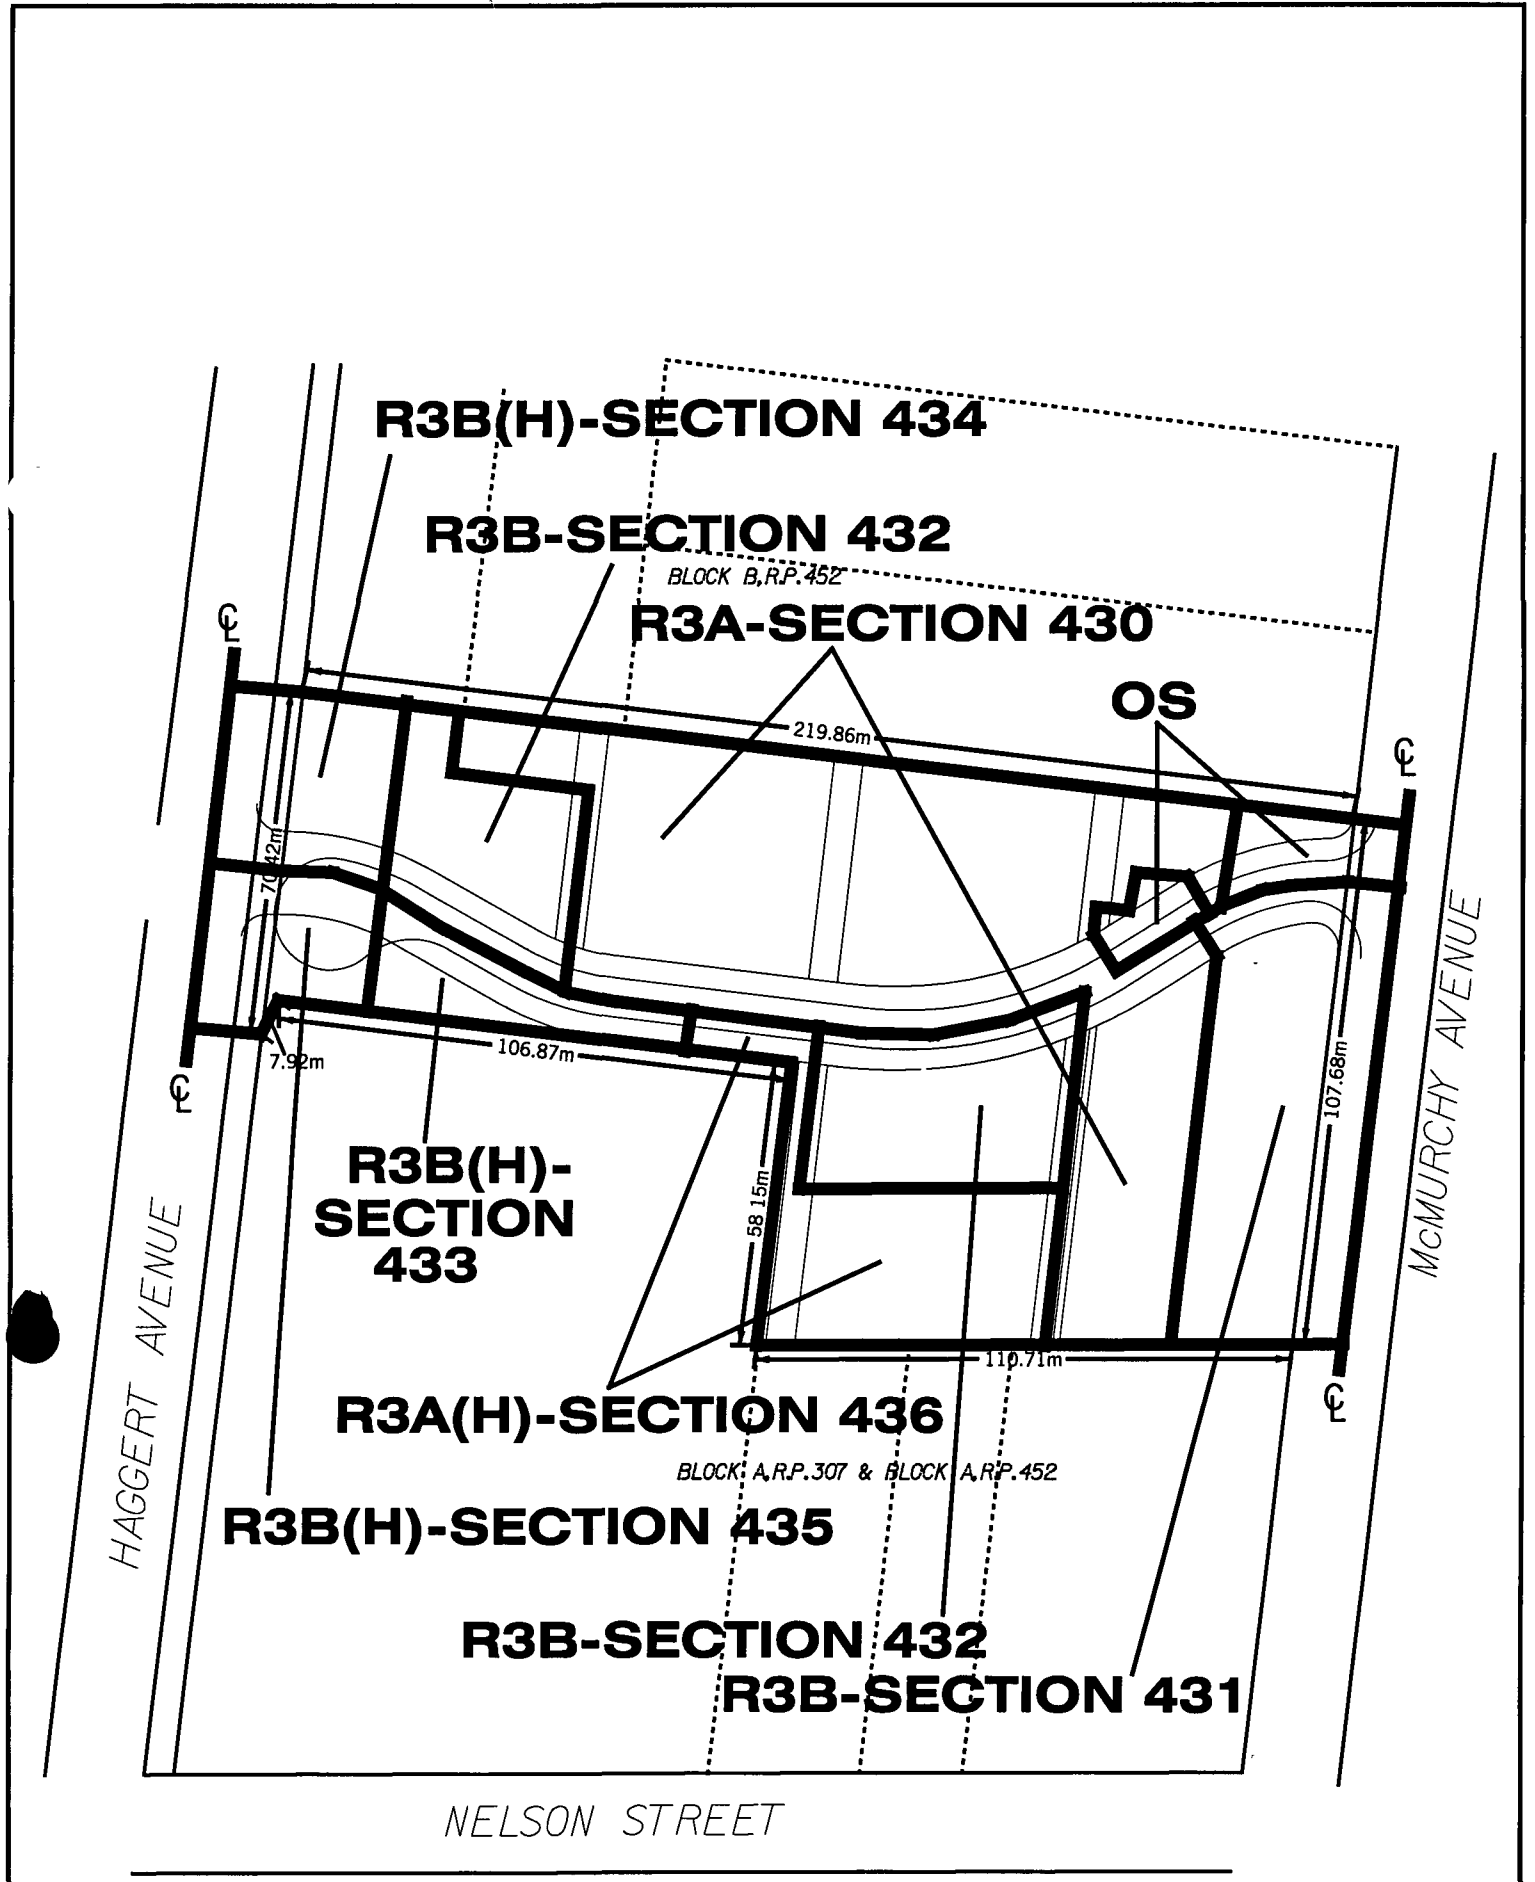 R3B(H)-SECTION 434
R3B-SECTION 432
BLOCK B,R.P.452
R3A-SECTION 430
OS
℄
219.86m
℄
70.42m
7.92m
106.87m
℄
107.68m
McMURCHY AVENUE
R3B(H)-
SECTION
433
58.15m
HAGGERT AVENUE
110.71m
℄
R3A(H)-SECTION 436
BLOCK A,R.P.307 & BLOCK A,R.P.452
R3B(H)-SECTION 435
R3B-SECTION 432
R3B-SECTION 431
NELSON STREET